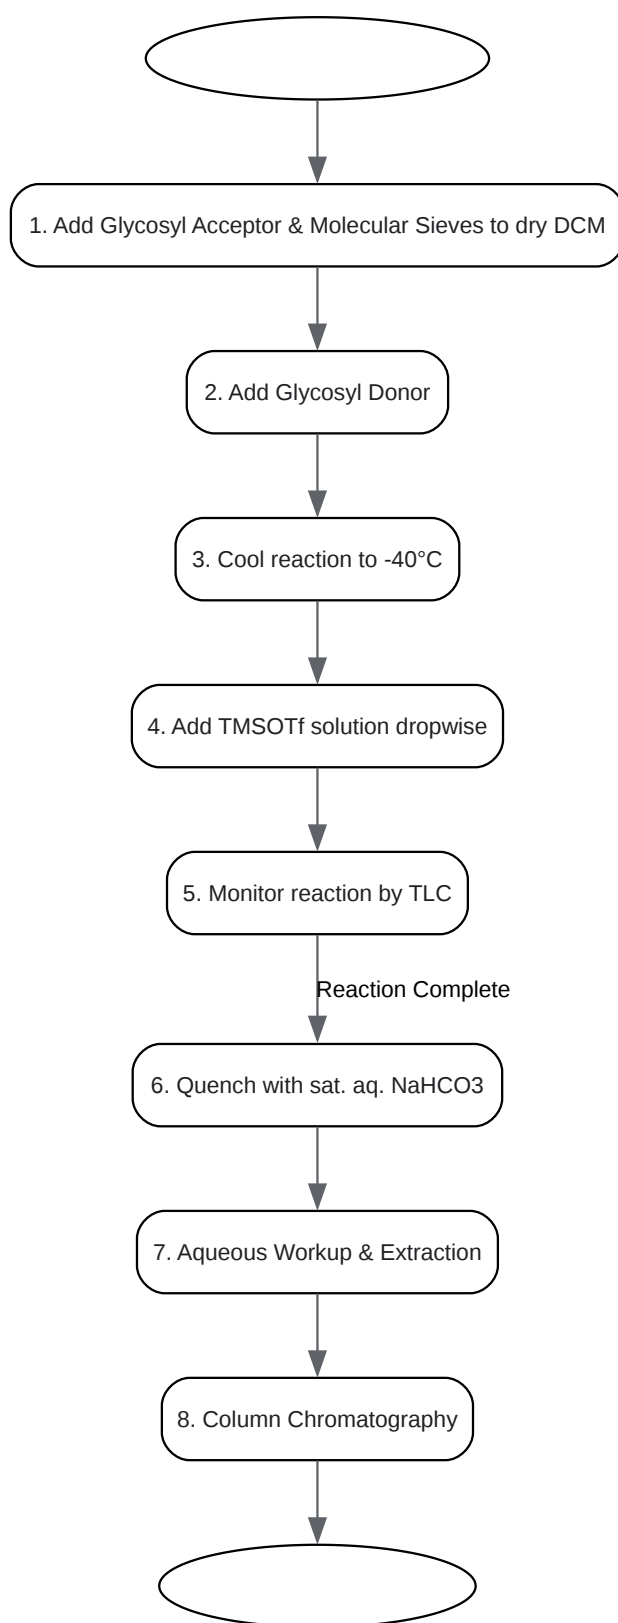 1. Add Glycosyl Acceptor & Molecular Sieves to dry DCM
2. Add Glycosyl Donor
3. Cool reaction to -40°C
4. Add TMSOTf solution dropwise
5. Monitor reaction by TLC
Reaction Complete
6. Quench with sat. aq. NaHCO3
7. Aqueous Workup & Extraction
8. Column Chromatography